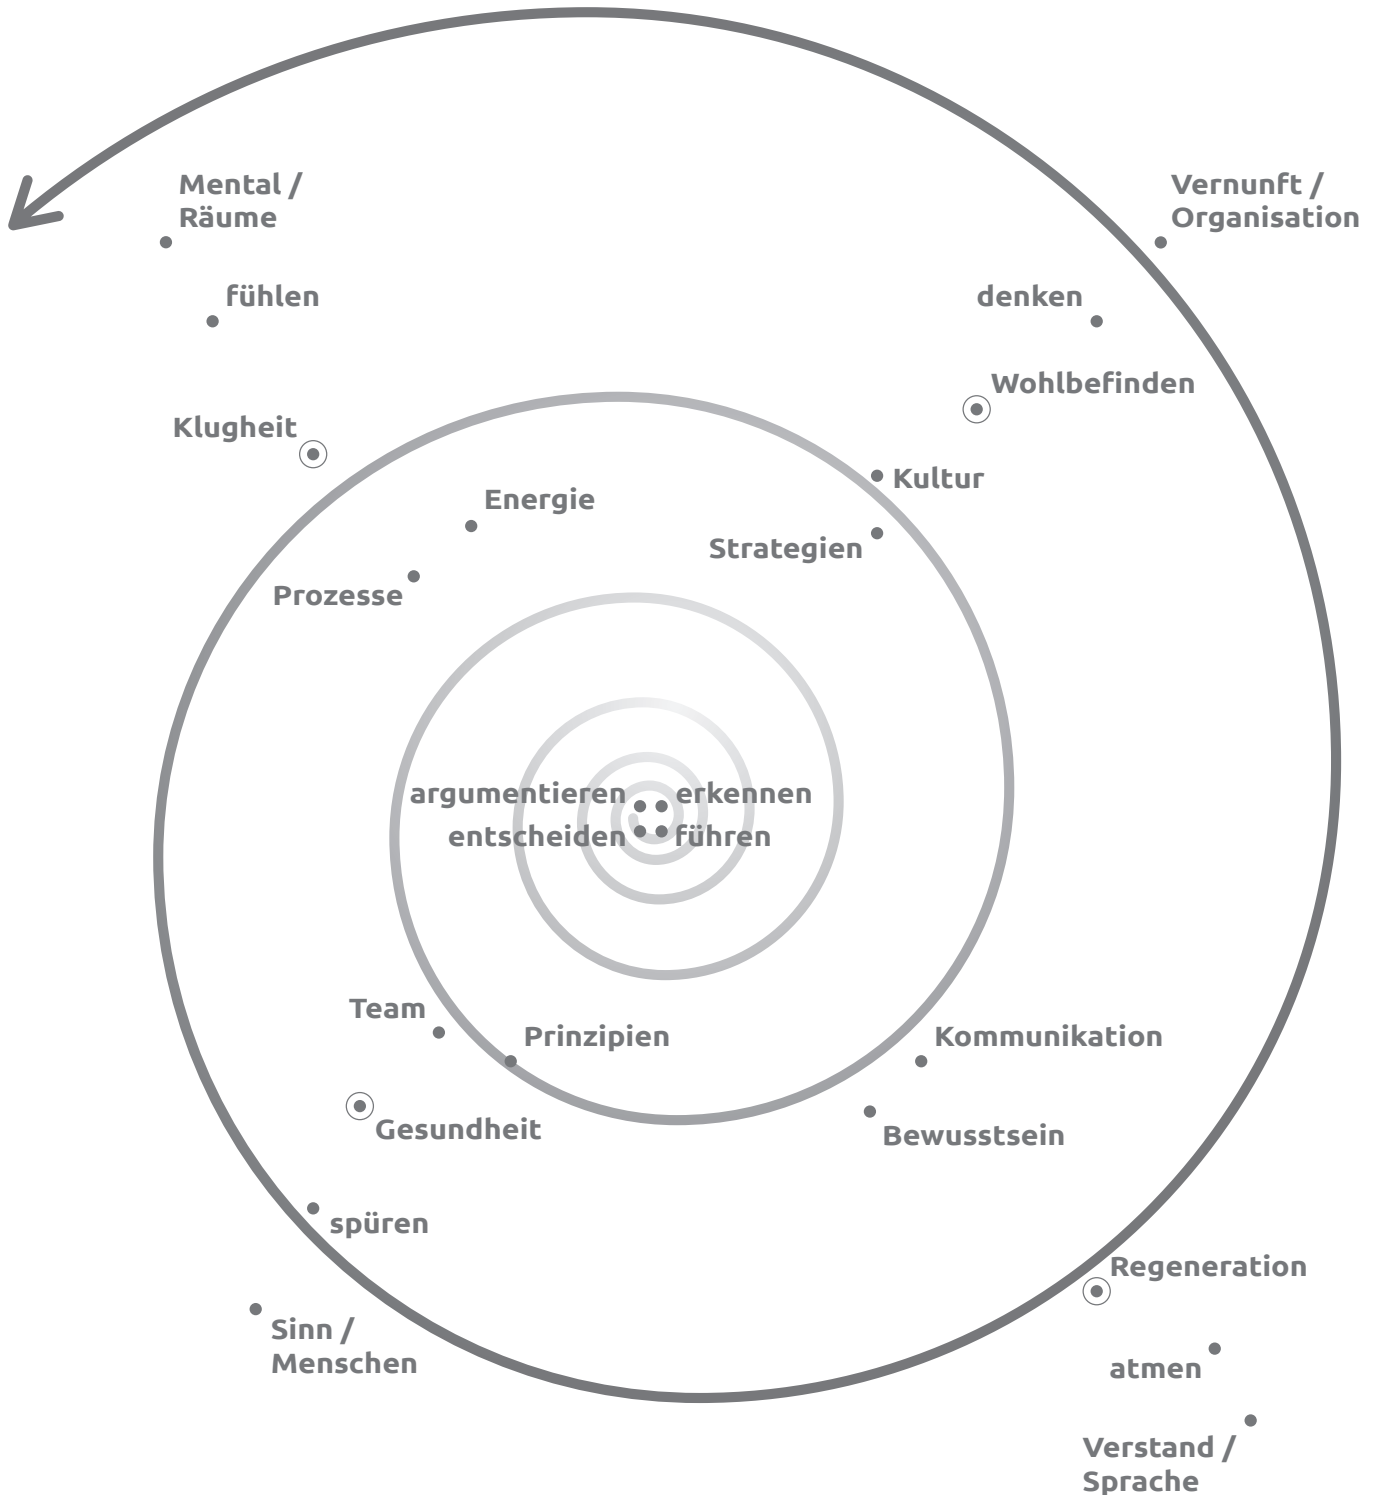 Mental /
Räume
Vernunft /
Organisation
fühlen
denken
Wohlbefinden
Klugheit
Kultur
Energie
Strategien
Prozesse
argumentieren
erkennen
entscheiden
führen
Team
Prinzipien
Kommunikation
Gesundheit
Bewusstsein
spüren
Regeneration
Sinn /
Menschen
atmen
Verstand /
Sprache